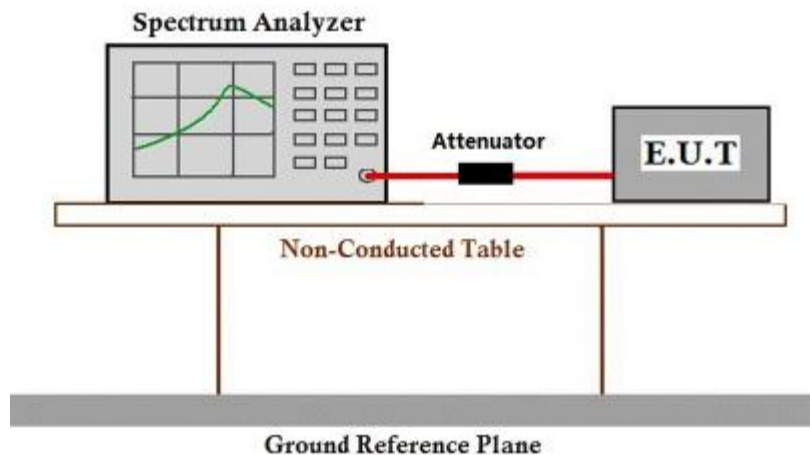 Spectrum Analyzer
Attenuator
E.U.T
Non-Conducted Table
Ground Reference Plane